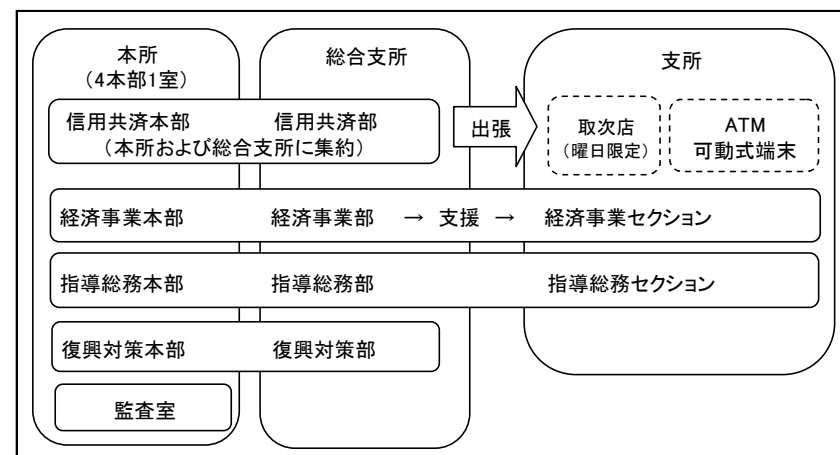 本所
（4本部1室）
総合支所
支所
信用共済本部 信用共済部
（本所および総合支所に集約）
出張
取次店
（曜日限定）
ATM
可動式端末
経済事業本部 経済事業部 → 支援 → 経済事業セクション
指導総務本部 指導総務部 指導総務セクション
復興対策本部 復興対策部
監査室